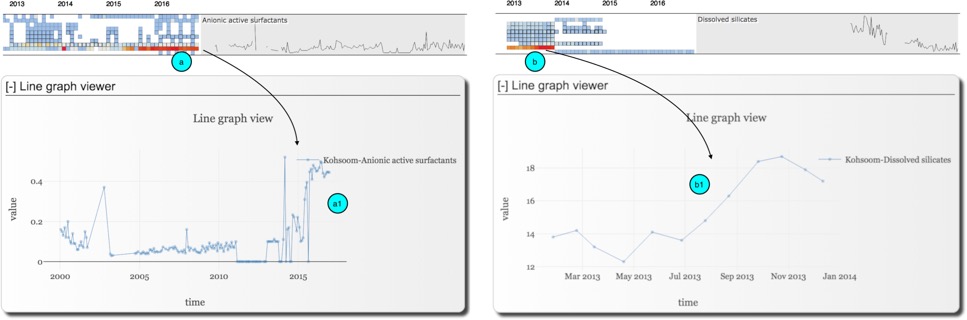 2013 2014 2015 2016
Anionic active surfactants
a
[-] Line graph viewer
Line graph view
Kohsoom-Anionic active surfactants
a1
0.4
0.2
0
value
2000 2005 2010 2015
time
2013 2014 2015 2016
Dissolved silicates
b
[-] Line graph viewer
Line graph view
Kohsoom-Dissolved silicates
b1
18
16
14
12
value
Mar 2013 May 2013 Jul 2013 Sep 2013 Nov 2013 Jan 2014
time